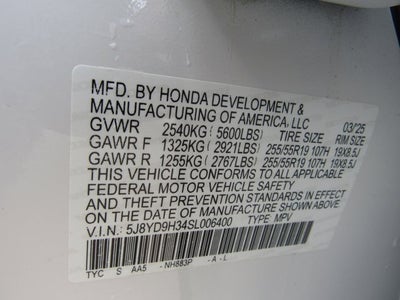 MFD. BY HONDA DEVELOPMENT &
MANUFACTURING OF AMERICA, LLC
GVWR 2540KG (5600LBS) TIRE SIZE 03/'25 RIM SIZE
GAWR F 1325KG (2921LBS) 255/55R19 107H 19X8.5J
GAWR R 1255KG (2767LBS) 255/55R19 107H 19X8.5J
THIS VEHICLE CONFORMS TO ALL APPLICABLE
FEDERAL MOTOR VEHICLE SAFETY
AND THEFT PREVENTION STANDARDS IN EFFECT ON
THE DATE OF MANUFACTURE SHOWN ABOVE.
V.I.N.: 5J8YD9H34SL006400 TYPE: MPV
TYC S AA5 -NH883P -A-L